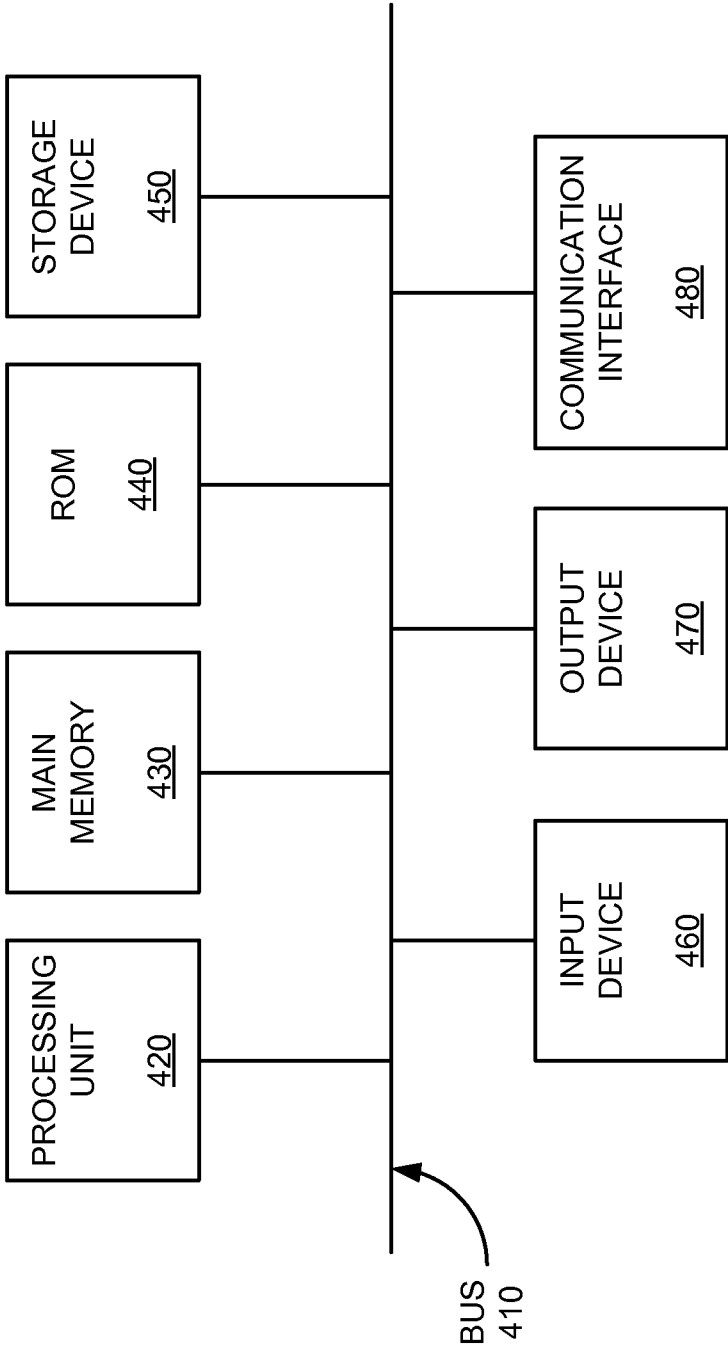 PROCESSING
UNIT
420
MAIN
MEMORY
430
ROM
440
STORAGE
DEVICE
450
BUS
410
INPUT
DEVICE
460
OUTPUT
DEVICE
470
COMMUNICATION
INTERFACE
480